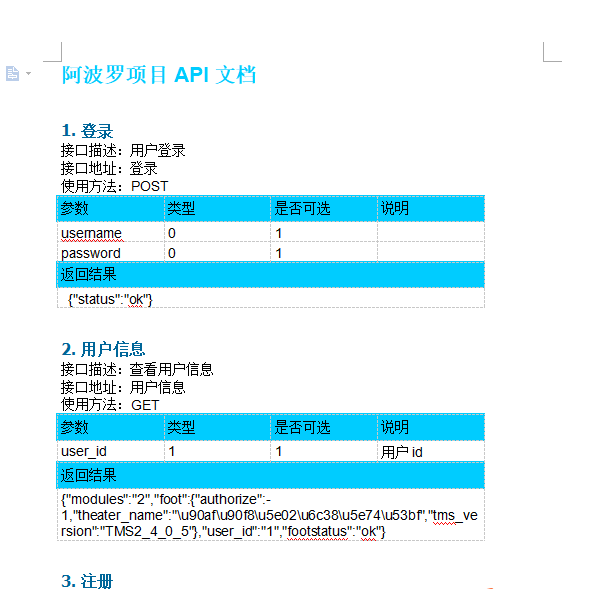 阿波罗项目 API 文档
1. 登录
接口描述：用户登录
接口地址：登录
使用方法：POST
参数 类型 是否可选 说明
username 0 1
password 0 1
返回结果
{"status":"ok"}
2. 用户信息
接口描述：查看用户信息
接口地址：用户信息
使用方法：GET
参数 类型 是否可选 说明
user_id 1 1 用户 id
返回结果
{"modules":"2","foot":{"authorize":-
1,"theater_name":"\u90af\u90f8\u5e02\u6c38\u5e74\u53bf","tms_ve
rsion":"TMS2_4_0_5"},"user_id":"1","footstatus":"ok"}
3. 注册